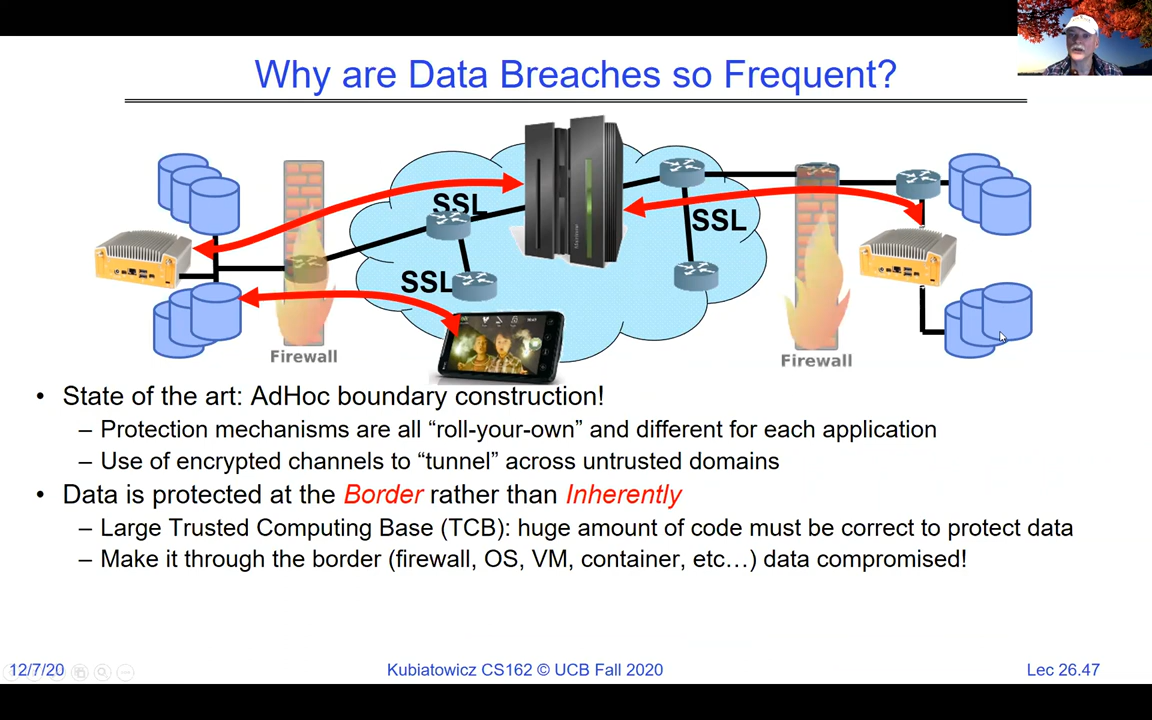 Why are Data Breaches so Frequent?
SSL
SSL
SSL
Firewall
Firewall
• State of the art: AdHoc boundary construction!
– Protection mechanisms are all “roll-your-own” and different for each application
– Use of encrypted channels to “tunnel” across untrusted domains
• Data is protected at the Border rather than Inherently
– Large Trusted Computing Base (TCB): huge amount of code must be correct to protect data
– Make it through the border (firewall, OS, VM, container, etc…) data compromised!
12/7/20
Kubiatowicz CS162 © UCB Fall 2020
Lec 26.47